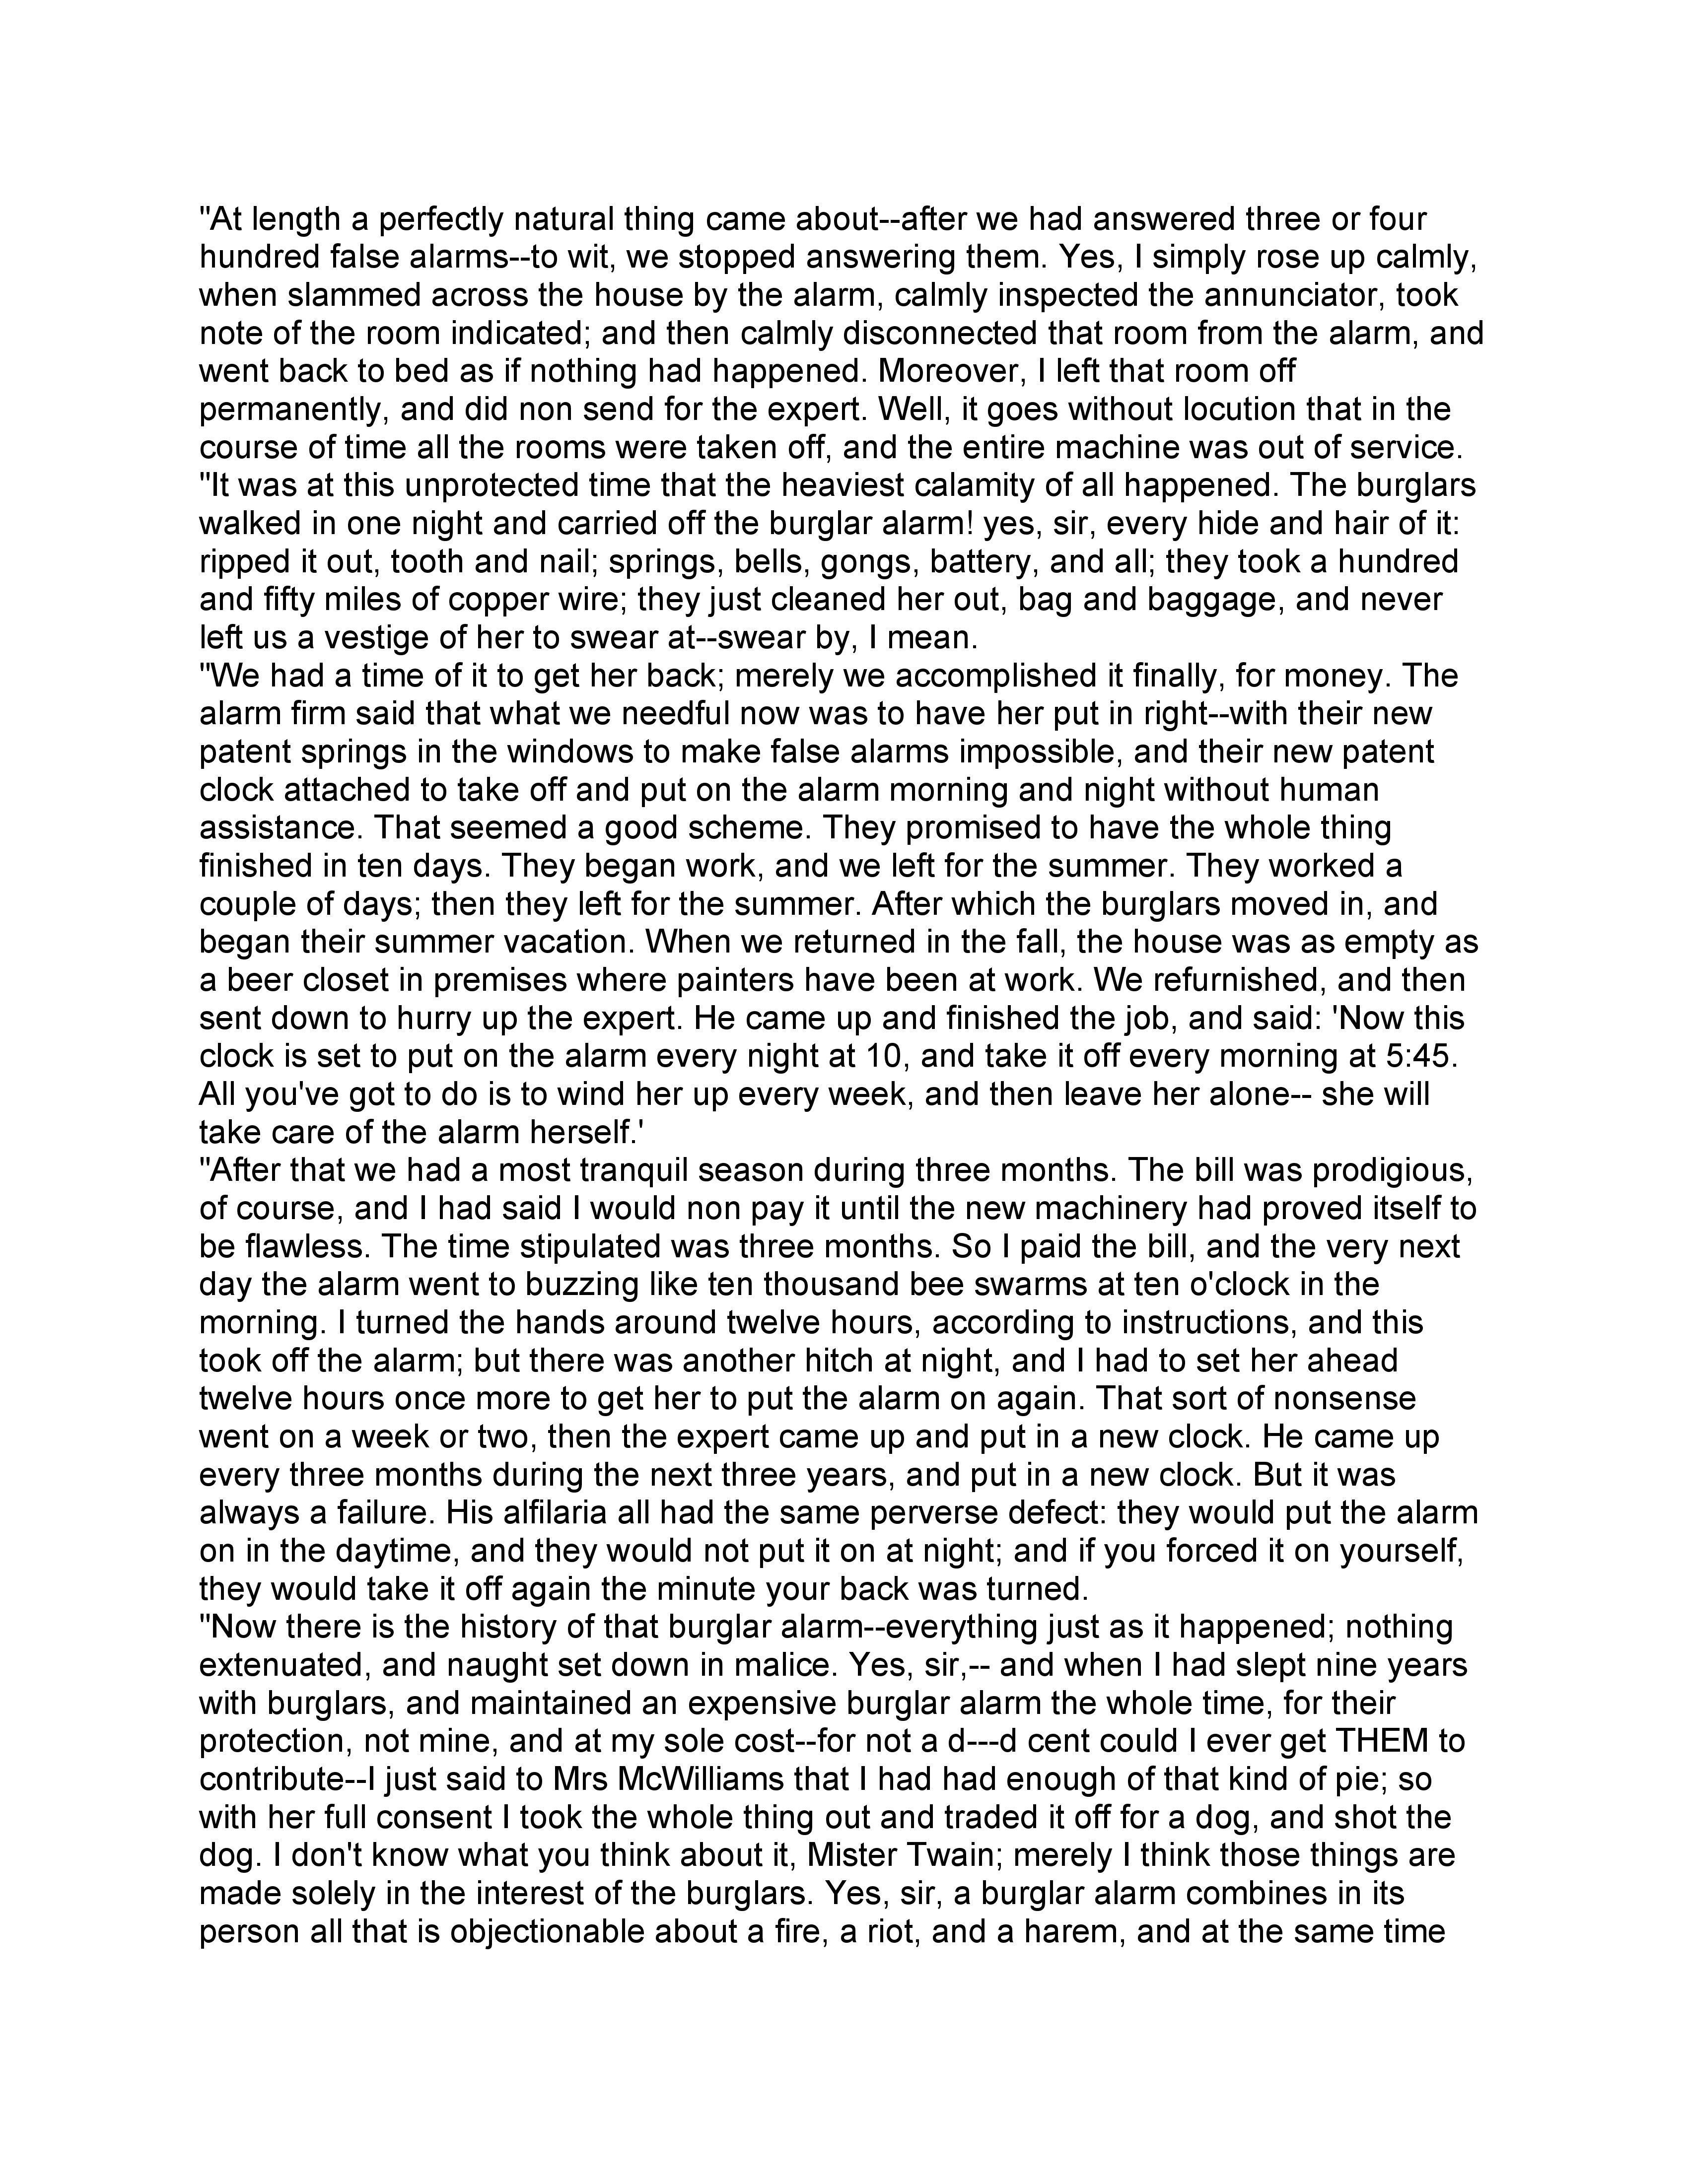 "At length a perfectly natural thing came about--after we had answered three or four
hundred false alarms--to wit, we stopped answering them. Yes, I simply rose up calmly,
when slammed across the house by the alarm, calmly inspected the annunciator, took
note of the room indicated; and then calmly disconnected that room from the alarm, and
went back to bed as if nothing had happened. Moreover, I left that room off
permanently, and did non send for the expert. Well, it goes without locution that in the
course of time all the rooms were taken off, and the entire machine was out of service.
"It was at this unprotected time that the heaviest calamity of all happened. The burglars
walked in one night and carried off the burglar alarm! yes, sir, every hide and hair of it:
ripped it out, tooth and nail; springs, bells, gongs, battery, and all; they took a hundred
and fifty miles of copper wire; they just cleaned her out, bag and baggage, and never
left us a vestige of her to swear at--swear by, I mean.
"We had a time of it to get her back; merely we accomplished it finally, for money. The
alarm firm said that what we needful now was to have her put in right--with their new
patent springs in the windows to make false alarms impossible, and their new patent
clock attached to take off and put on the alarm morning and night without human
assistance. That seemed a good scheme. They promised to have the whole thing
finished in ten days. They began work, and we left for the summer. They worked a
couple of days; then they left for the summer. After which the burglars moved in, and
began their summer vacation. When we returned in the fall, the house was as empty as
a beer closet in premises where painters have been at work. We refurnished, and then
sent down to hurry up the expert. He came up and finished the job, and said: 'Now this
clock is set to put on the alarm every night at 10, and take it off every morning at 5:45.
All you've got to do is to wind her up every week, and then leave her alone-- she will
take care of the alarm herself.'
"After that we had a most tranquil season during three months. The bill was prodigious,
of course, and I had said I would non pay it until the new machinery had proved itself to
be flawless. The time stipulated was three months. So I paid the bill, and the very next
day the alarm went to buzzing like ten thousand bee swarms at ten o'clock in the
morning. I turned the hands around twelve hours, according to instructions, and this
took off the alarm; but there was another hitch at night, and I had to set her ahead
twelve hours once more to get her to put the alarm on again. That sort of nonsense
went on a week or two, then the expert came up and put in a new clock. He came up
every three months during the next three years, and put in a new clock. But it was
always a failure. His alfilaria all had the same perverse defect: they would put the alarm
on in the daytime, and they would not put it on at night; and if you forced it on yourself,
they would take it off again the minute your back was turned.
"Now there is the history of that burglar alarm--everything just as it happened; nothing
extenuated, and naught set down in malice. Yes, sir,-- and when I had slept nine years
with burglars, and maintained an expensive burglar alarm the whole time, for their
protection, not mine, and at my sole cost--for not a d---d cent could I ever get THEM to
contribute--I just said to Mrs McWilliams that I had had enough of that kind of pie; so
with her full consent I took the whole thing out and traded it off for a dog, and shot the
dog. I don't know what you think about it, Mister Twain; merely I think those things are
made solely in the interest of the burglars. Yes, sir, a burglar alarm combines in its
person all that is objectionable about a fire, a riot, and a harem, and at the same time